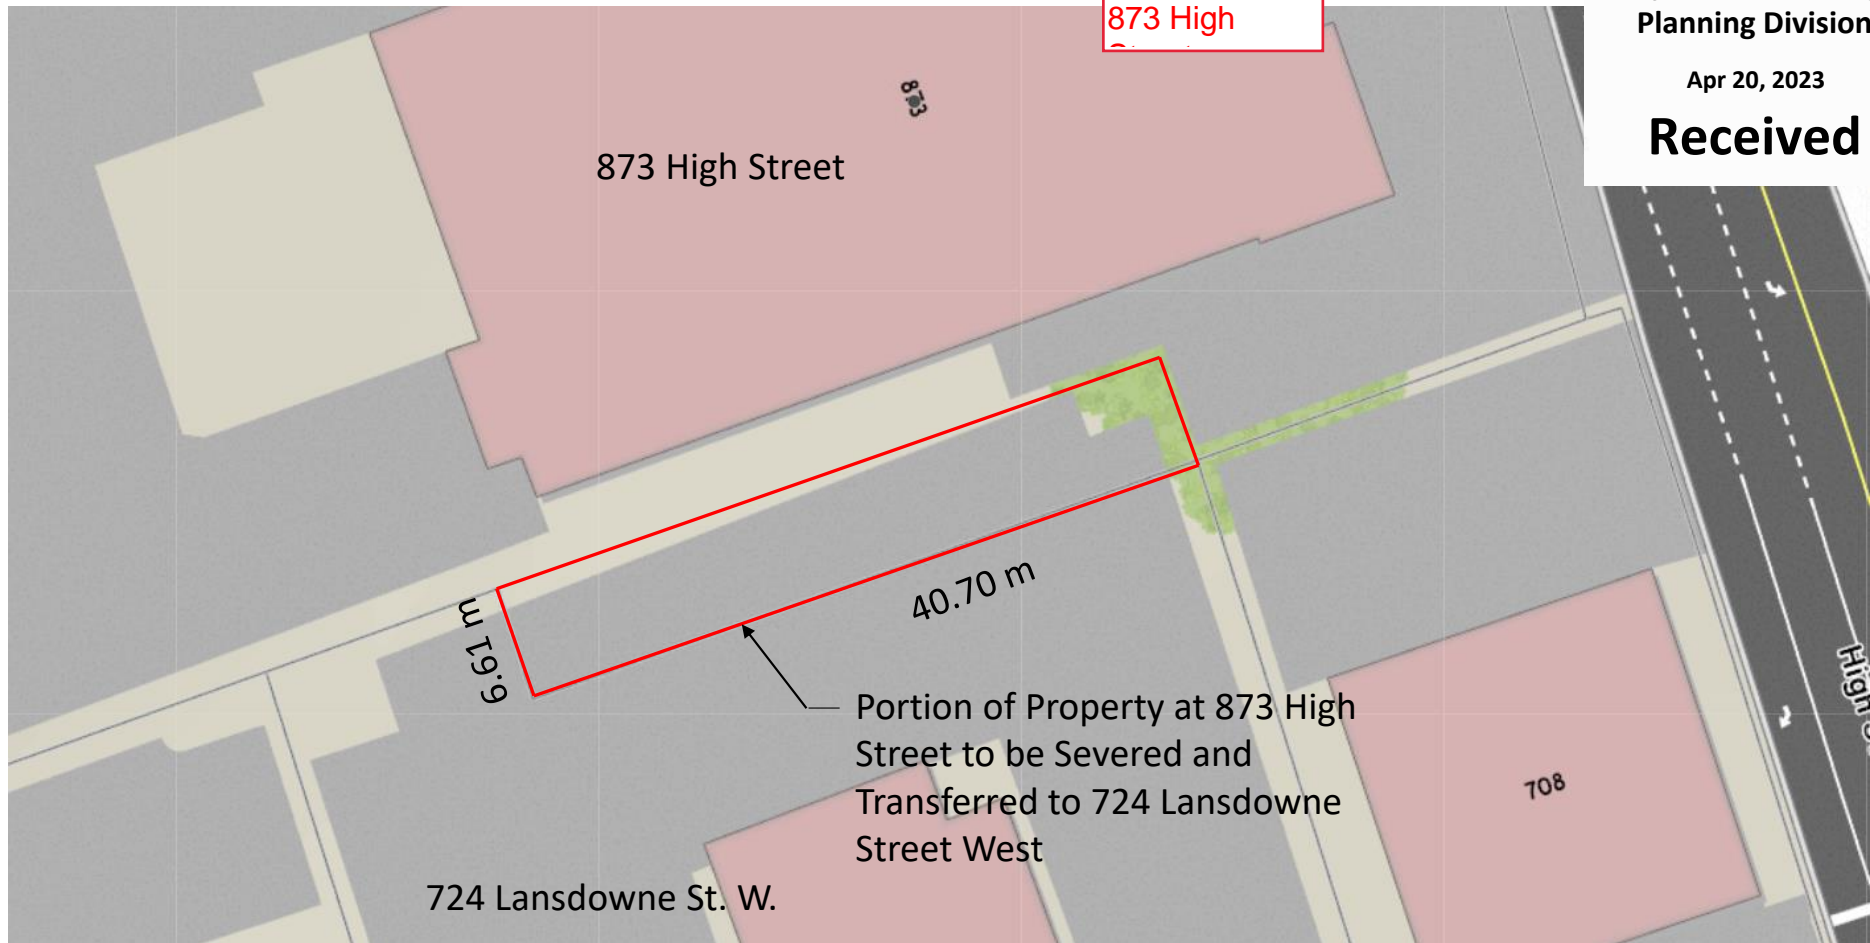 873 High
Planning Division
Apr 20, 2023
Received
873
873 High Street
40.70 m
6.61 m
Portion of Property at 873 High
Street to be Severed and
Transferred to 724 Lansdowne
Street West
708
724 Lansdowne St. W.
High